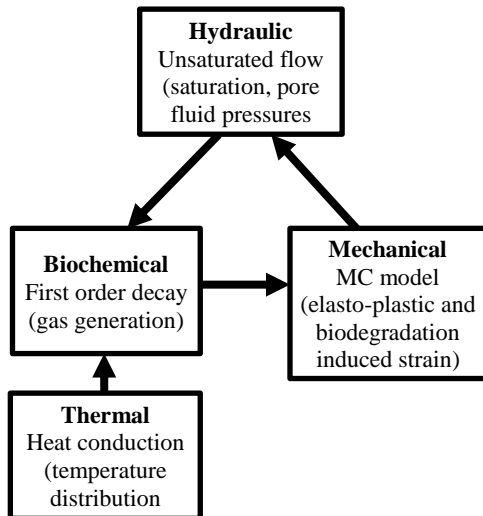 Hydraulic
Unsaturated flow
(saturation, pore
fluid pressures
Biochemical
First order decay
(gas generation)
Mechanical
MC model
(elasto-plastic and
biodegradation
induced strain)
Thermal
Heat conduction
(temperature
distribution